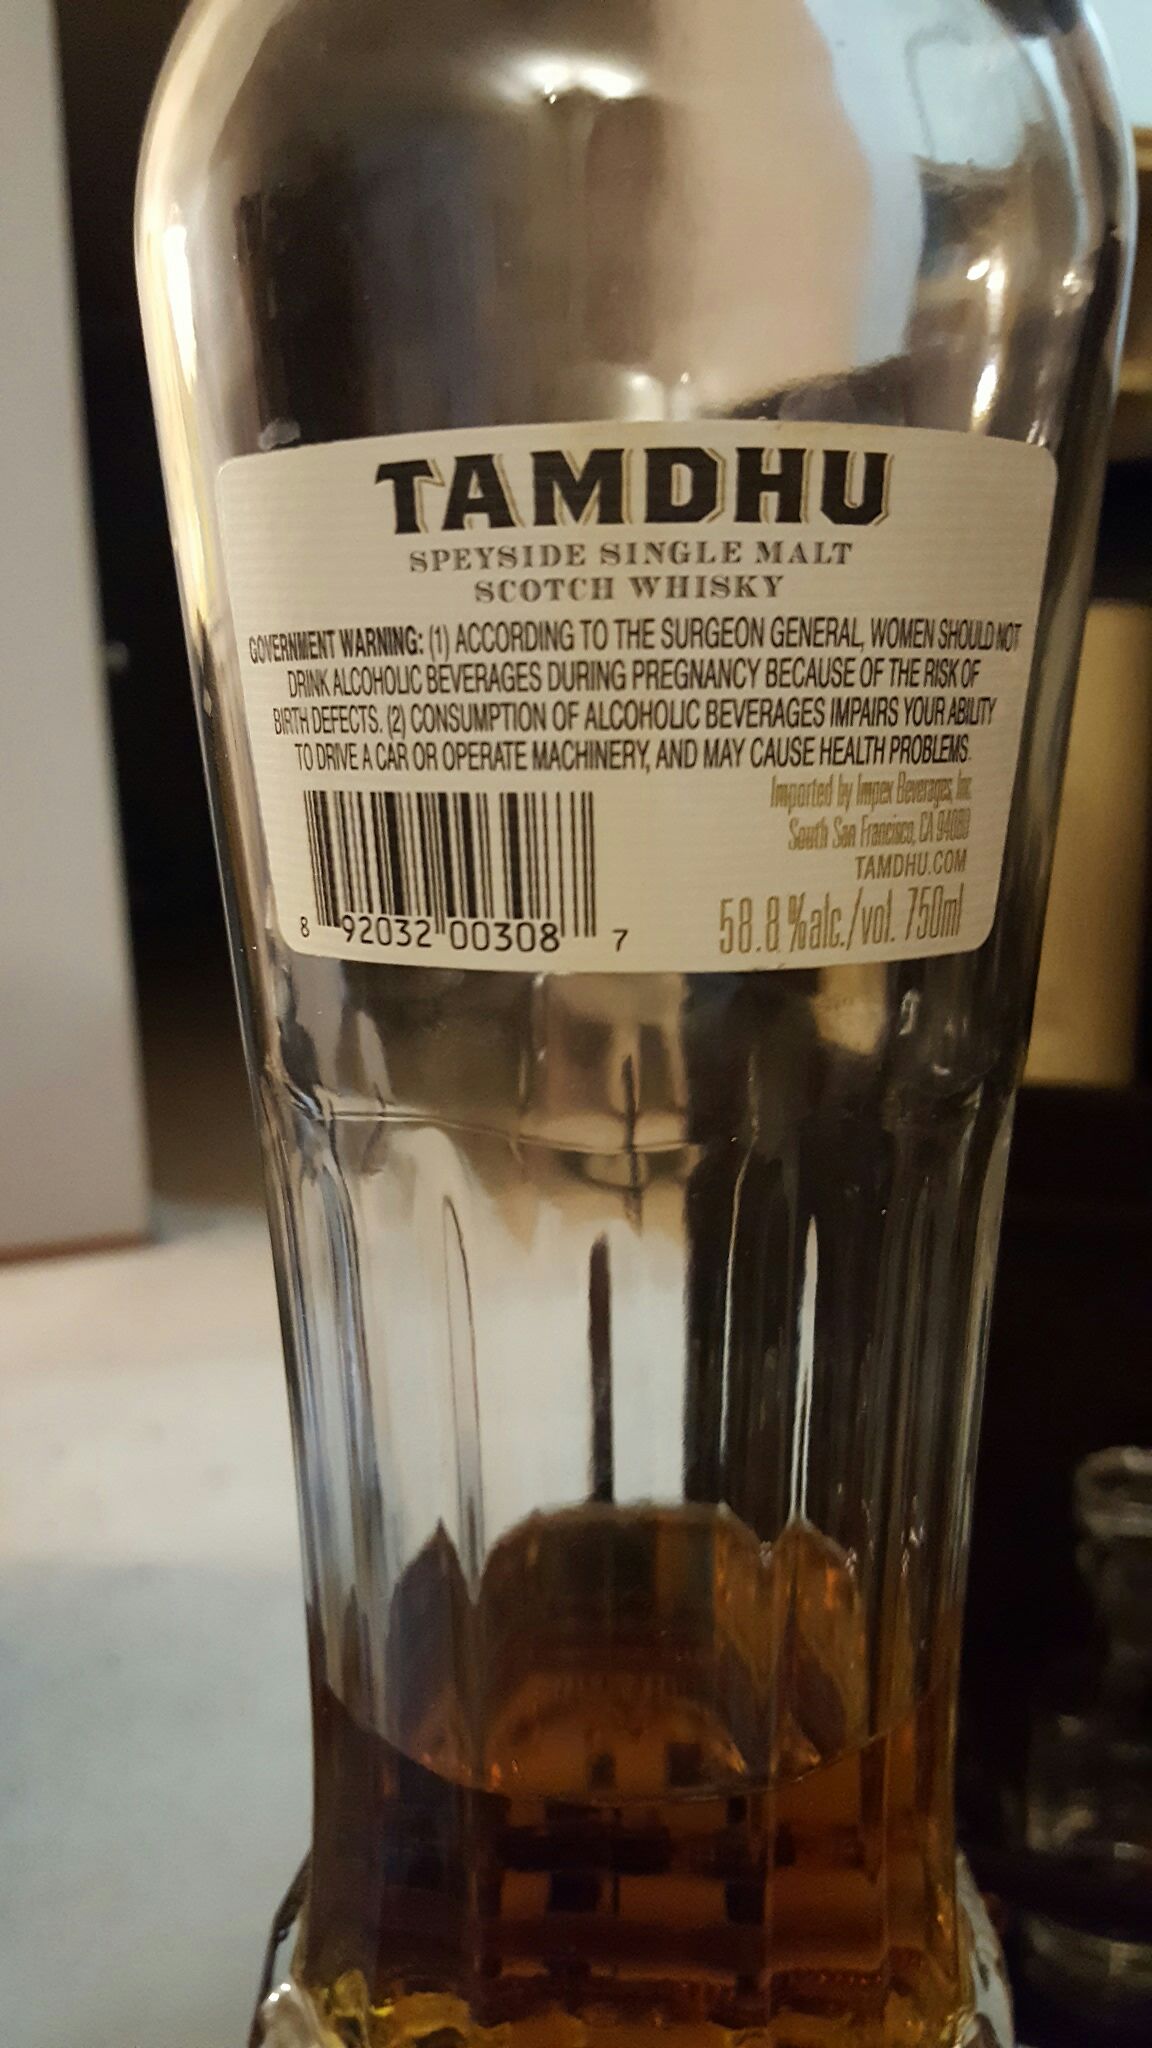 TAMDHU
SPEYSIDE SINGLE MALT
SCOTCH WHISKY
GOVERNMENT WARNING: (1) ACCORDING TO THE SURGEON GENERAL, WOMEN SHOULD NOT
DRINK ALCOHOLIC BEVERAGES DURING PREGNANCY BECAUSE OF THE RISK OF
BIRTH DEFECTS. (2) CONSUMPTION OF ALCOHOLIC BEVERAGES IMPAIRS YOUR ABILITY
TO DRIVE A CAR OR OPERATE MACHINERY, AND MAY CAUSE HEALTH PROBLEMS.
Imported by Impex Beverages, Inc
South San Francisco, CA 94080
TAMDHU.COM
58.8 %alc./vol. 750ml
8 92032 00308 7